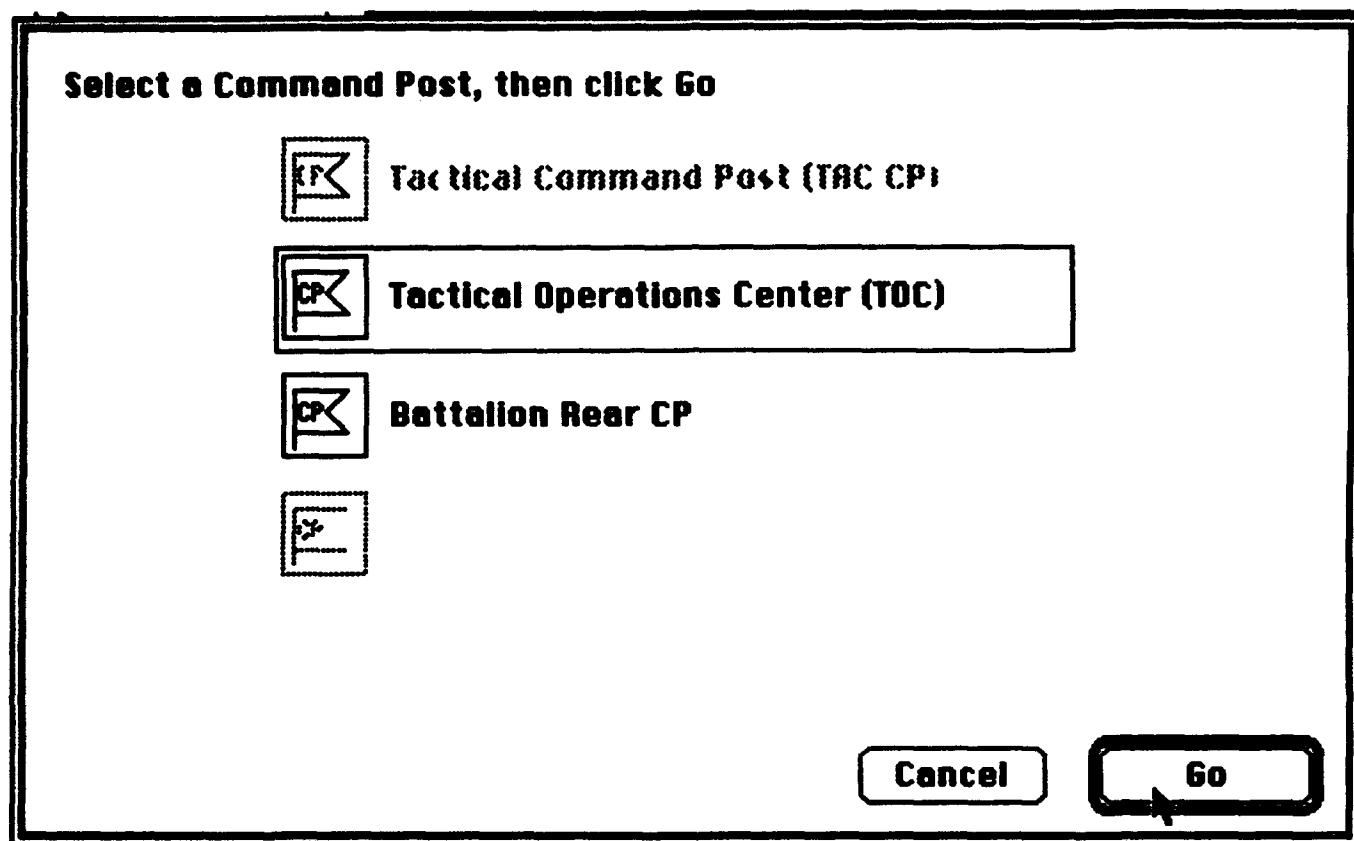 Select a Command Post, then click Go
CP Tactical Command Post (TAC CP)
CP Tactical Operations Center (TOC)
CP Battalion Rear CP
Cancel Go